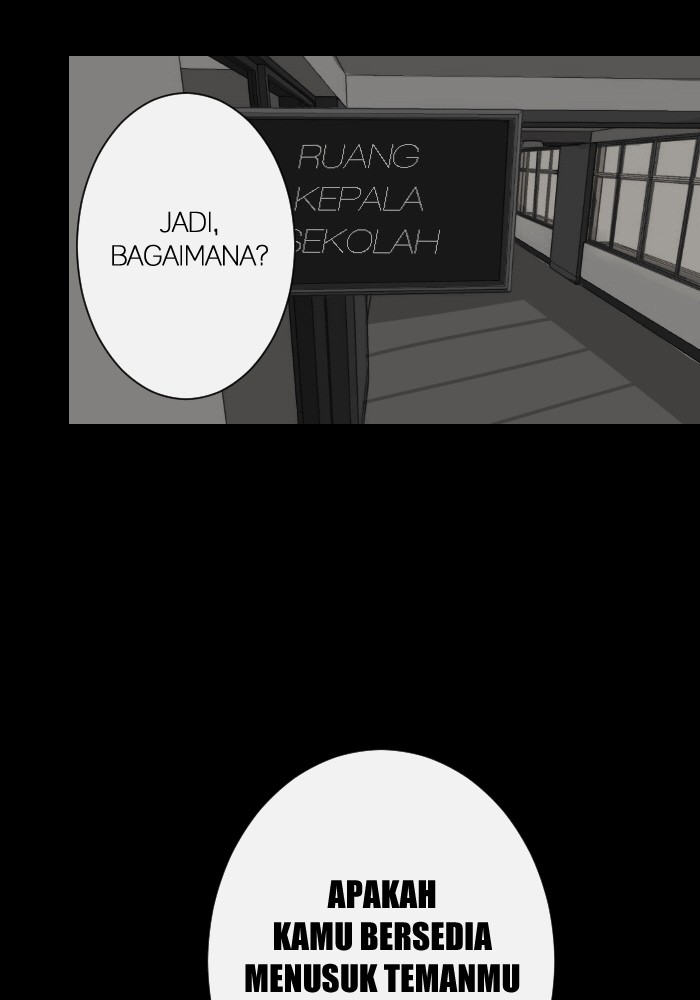 JADI,
BAGAIMANA?
RUANG
KEPALA
SEKOLAH
APAKAH
KAMU BERSEDIA
MENUSUK TEMANMU